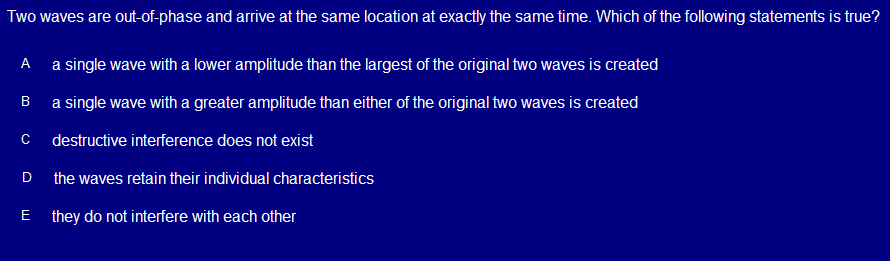 Two waves are out-of-phase and arrive at the same location at exactly the same time. Which of the following statements is true?
A a single wave with a lower amplitude than the largest of the original two waves is created
B a single wave with a greater amplitude than either of the original two waves is created
C destructive interference does not exist
D the waves retain their individual characteristics
E they do not interfere with each other